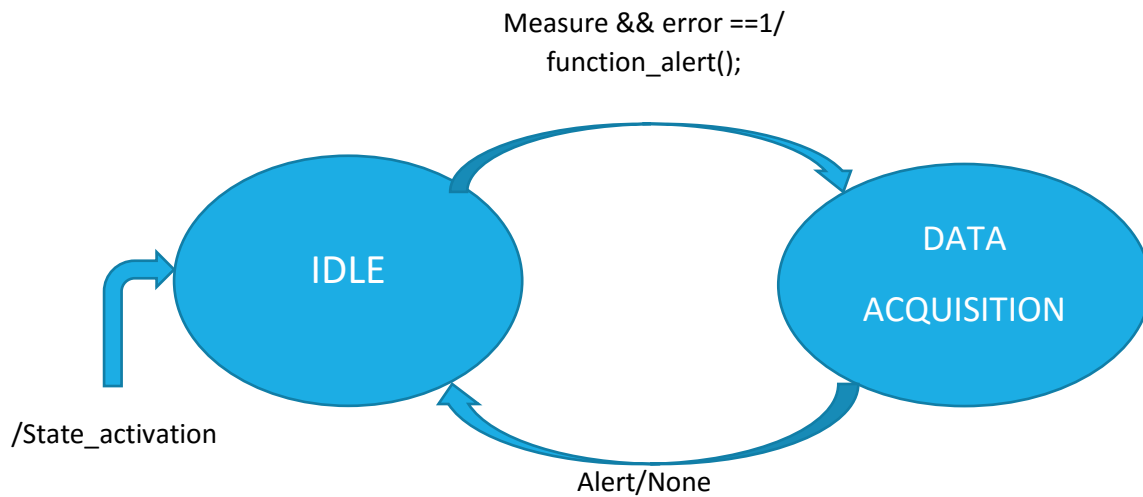 Measure && error ==1/
function_alert();
IDLE
DATA
ACQUISITION
/State_activation
Alert/None